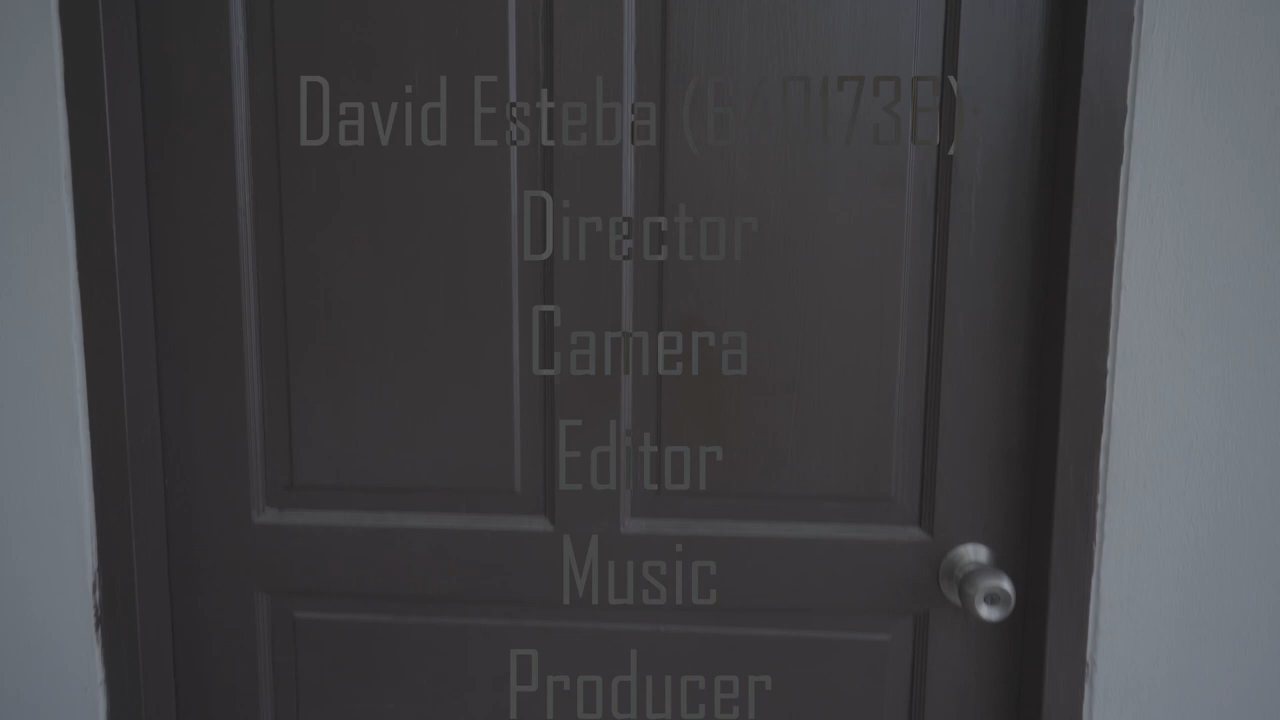 David Esteba
Director
Camera
Editor
Music
Producer